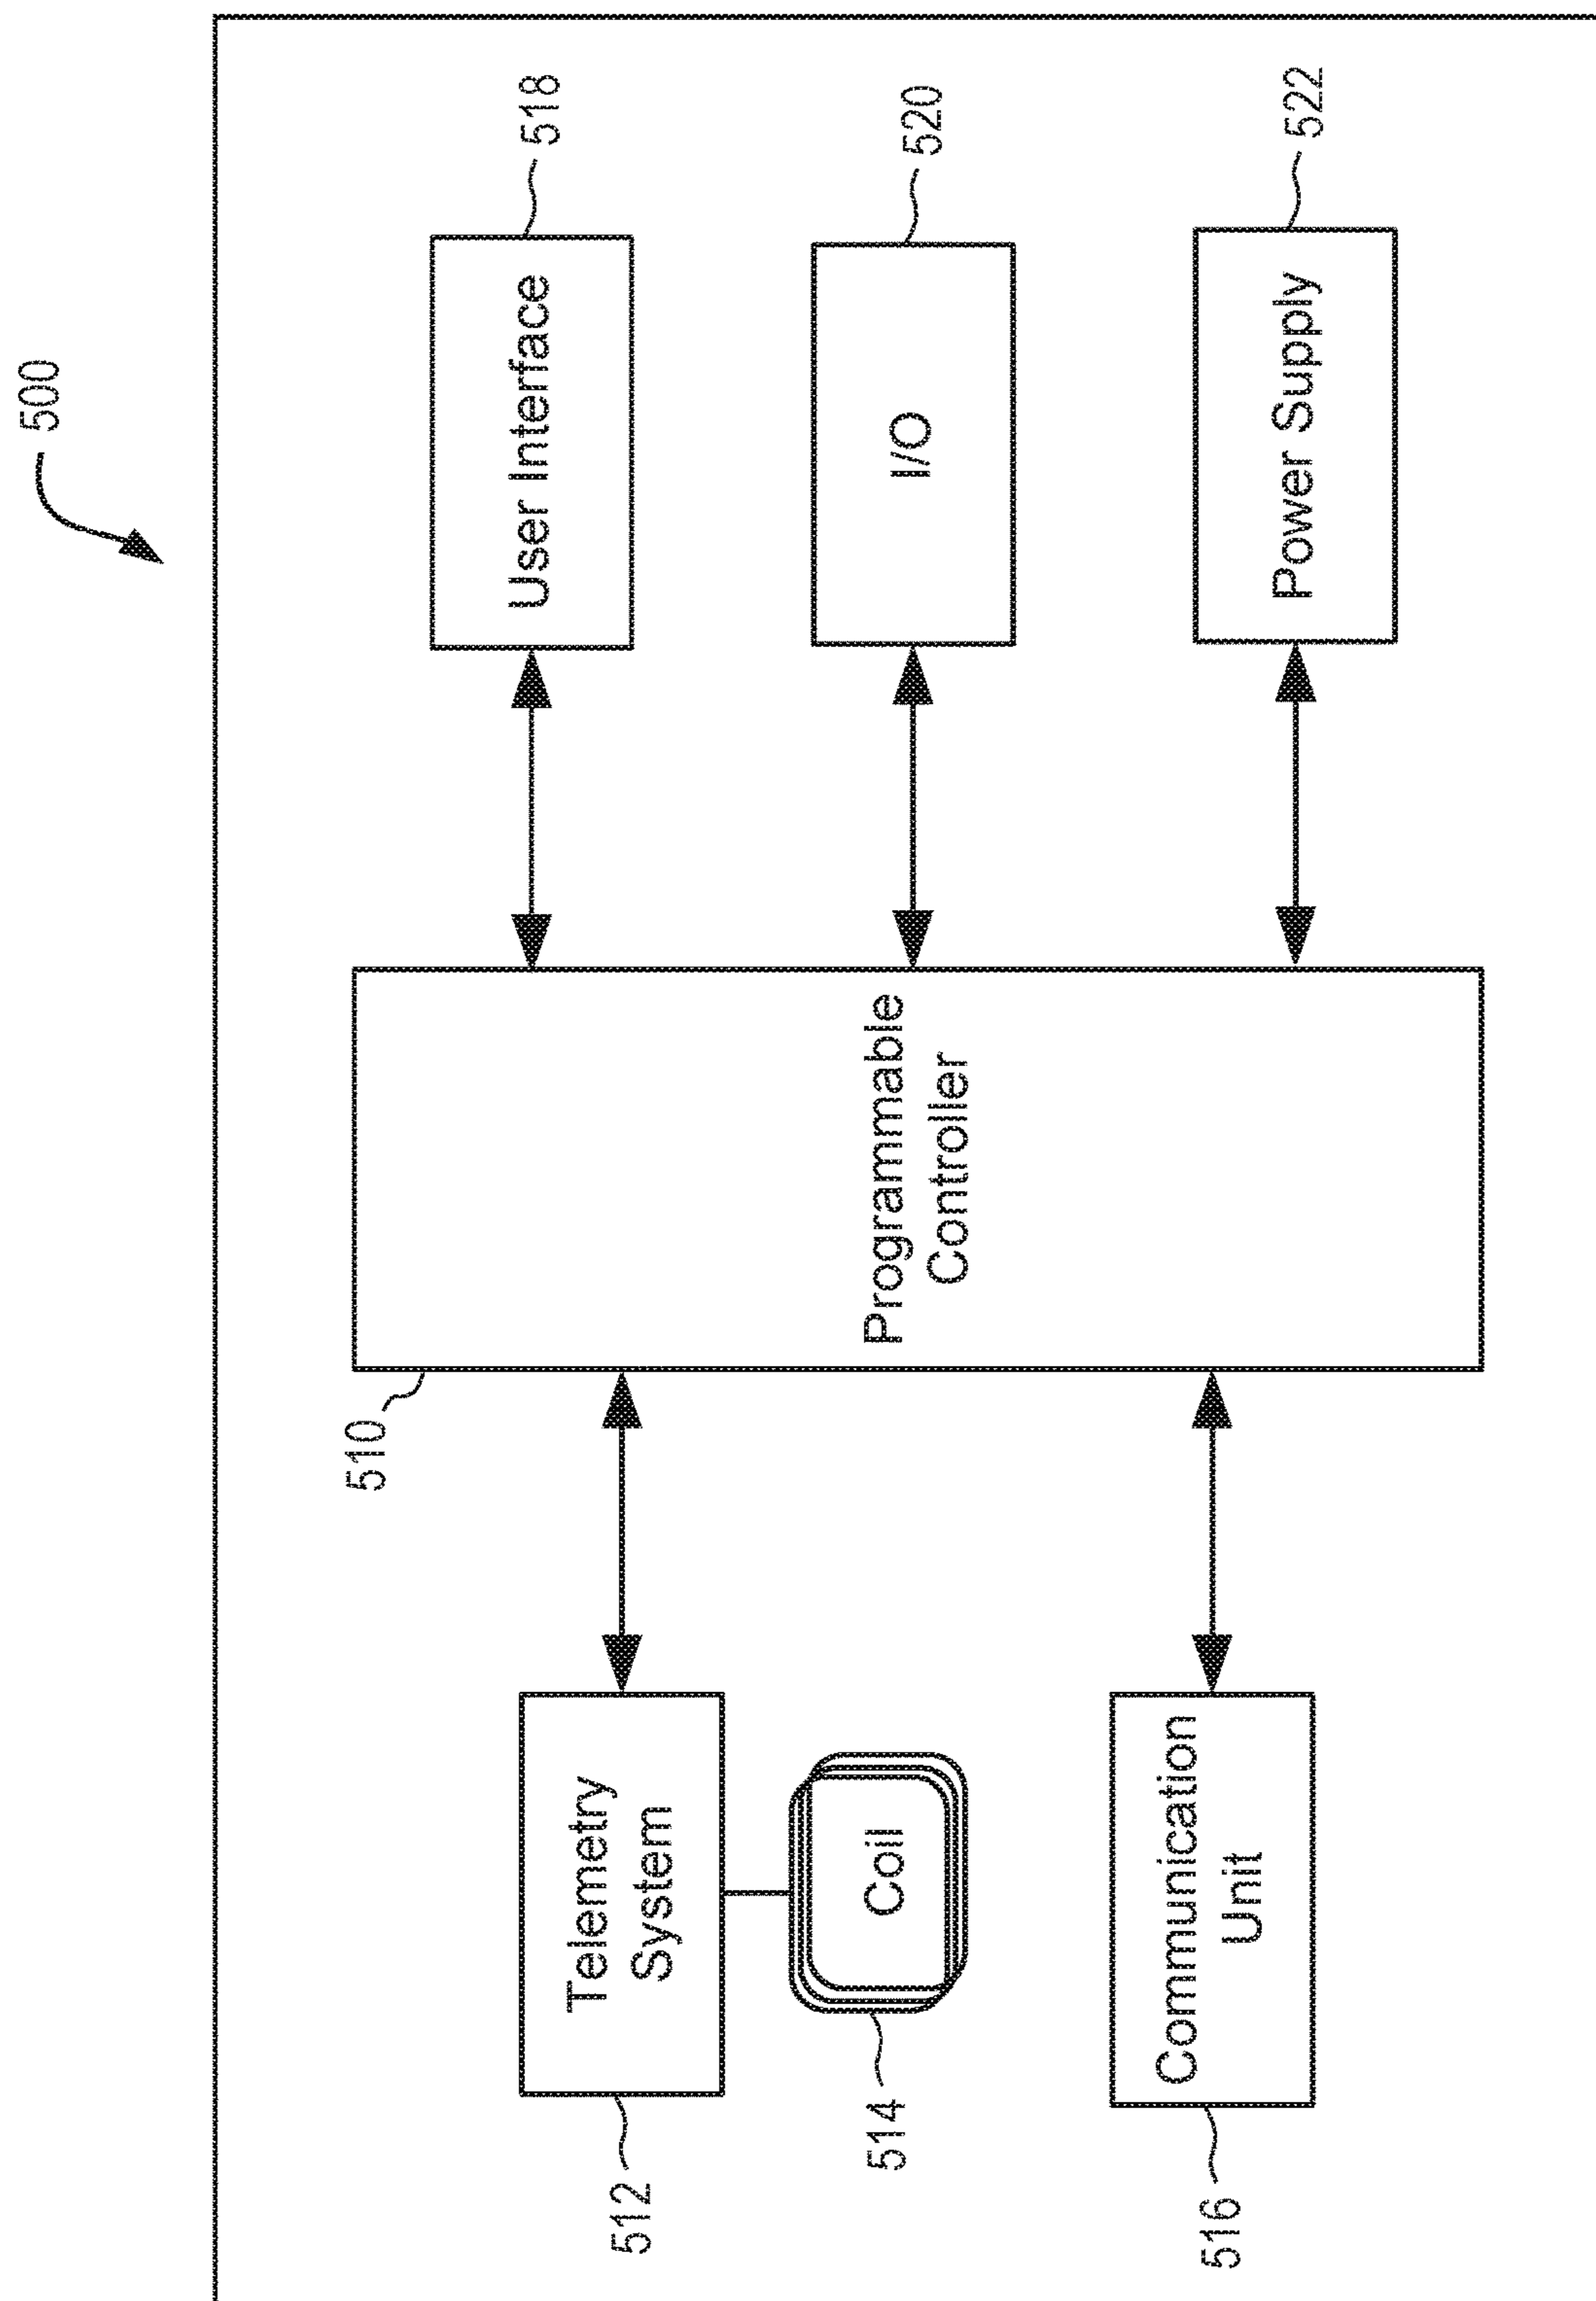 500
510
Telemetry
System
512
Coil
514
Communication
Unit
516
Programmable
Controller
User Interface
518
I/O
520
Power Supply
522